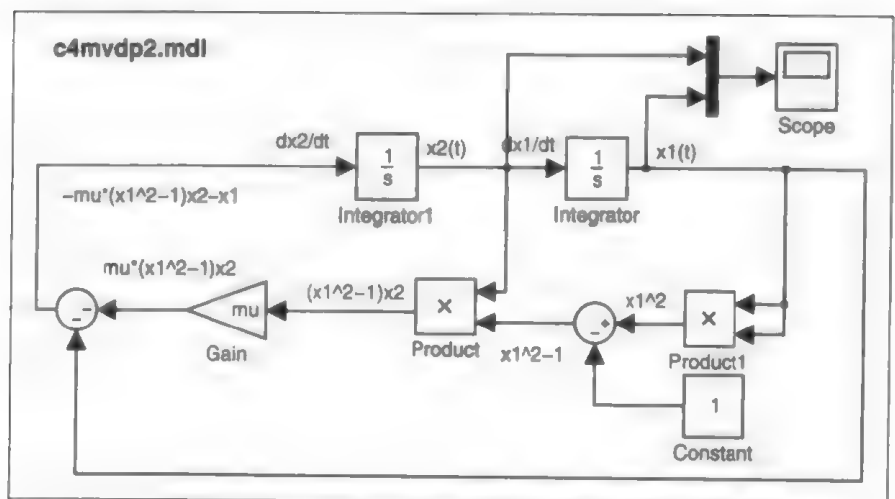 c4mvdp2.mdl
Scope
dx2/dt
1
s
x2(t)
dx1/dt
1
s
x1(t)
Integrator1
Integrator
-mu*(x1^2-1)x2-x1
mu*(x1^2-1)x2
mu
Gain
(x1^2-1)x2
×
Product
x1^2
x1^2-1
×
Product1
- -
- +
1
Constant